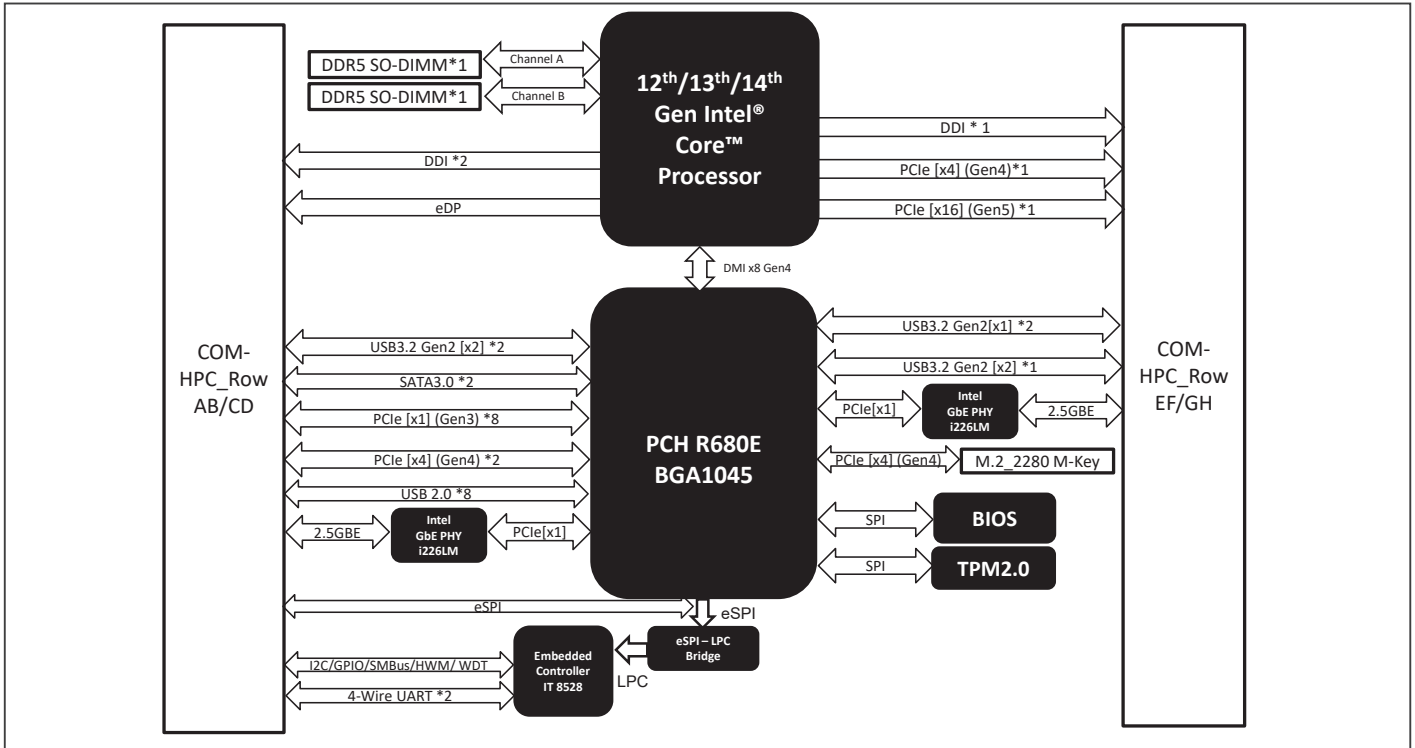 DDR5 SO-DIMM*1
Channel A
DDR5 SO-DIMM*1
Channel B
12th/13th/14th
Gen Intel®
Core™
Processor
DDI *2
eDP
DDI * 1
PCIe [x4] (Gen4)*1
PCIe [x16] (Gen5) *1
DMI x8 Gen4
COM-
HPC_Row
AB/CD
USB3.2 Gen2 [x2] *2
SATA3.0 *2
PCIe [x1] (Gen3) *8
PCIe [x4] (Gen4) *2
USB 2.0 *8
2.5GBE
Intel
GbE PHY
i226LM
PCIe[x1]
PCH R680E
BGA1045
USB3.2 Gen2[x1] *2
USB3.2 Gen2 [x2] *1
PCIe[x1]
Intel
GbE PHY
i226LM
2.5GBE
PCIe [x4] (Gen4)
M.2_2280 M-Key
SPI
BIOS
SPI
TPM2.0
COM-
HPC_Row
EF/GH
eSPI
eSPI
eSPI – LPC
Bridge
LPC
Embedded
Controller
IT 8528
I2C/GPIO/SMBus/HWM/ WDT
4-Wire UART *2